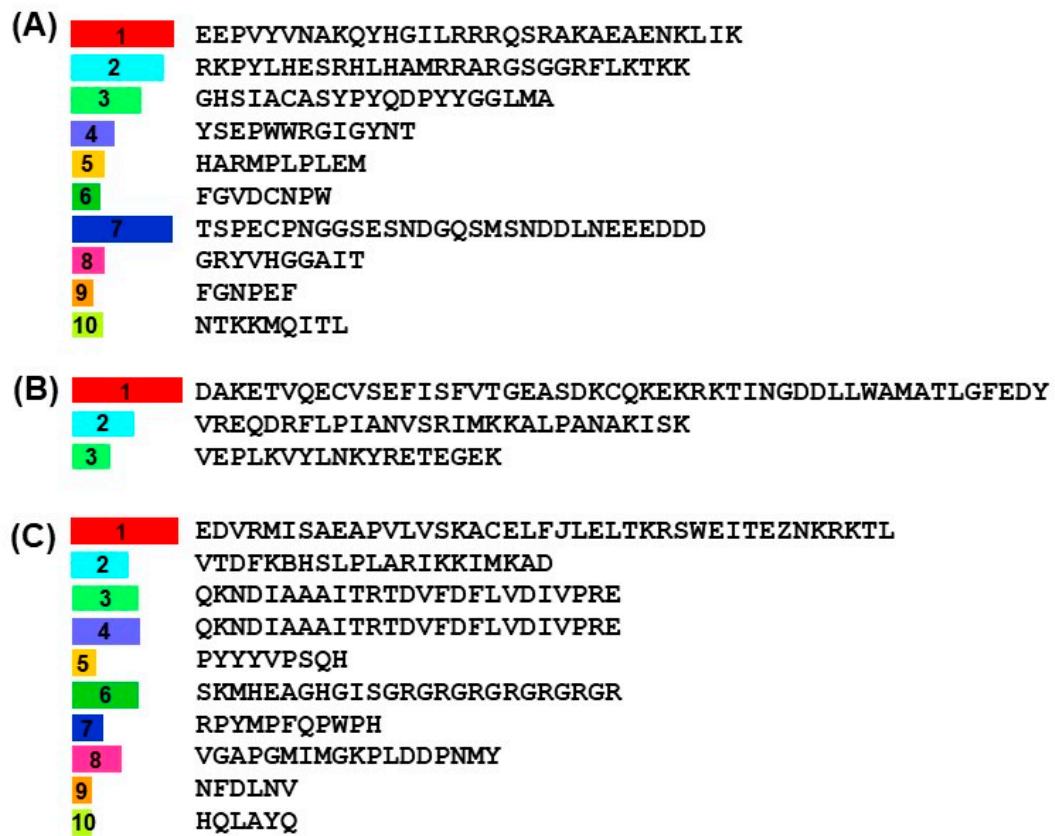 (A) 1 EEPVYVNAKQYHGILRRRQSRAKAEAENKLIK
2 RKPYLHESRHLHAMRRARGSGGRFLKTKK
3 GHSIACASYPYQDPYYGGLMA
4 YSEPWWRGIGYNT
5 HARMPLPLEM
6 FGVDCNPW
7 TSPECPNGGSESNDGQSMSNDDLNEEEDDD
8 GRYVHGGAIT
9 FGNPEF
10 NTKKMQITL
(B) 1 DAKETVQECVSEFISFVTGEASDKCQKEKRKTINGDDLLWAMATLGFEDY
2 VREQDRFLPIANVSRIMKKALPANAKISK
3 VEPLKVYLNKYRETEGEK
(C) 1 EDVRMISAEAPVLVSKACELFJLELTKRSWEITEZNKRKTL
2 VTDFKBHSLPLARIKKIMKAD
3 QKNDIAAAITRTDVFDFLVDIVPRE
4 QKNDIAAAITRTDVFDFLVDIVPRE
5 PYYYVPSQH
6 SKMHEAGHGISGRGRGRGRGRGRGR
7 RPYMPFQPWPH
8 VGAPGMIMGKPLDDPNMY
9 NFDLNV
10 HQLAYQ